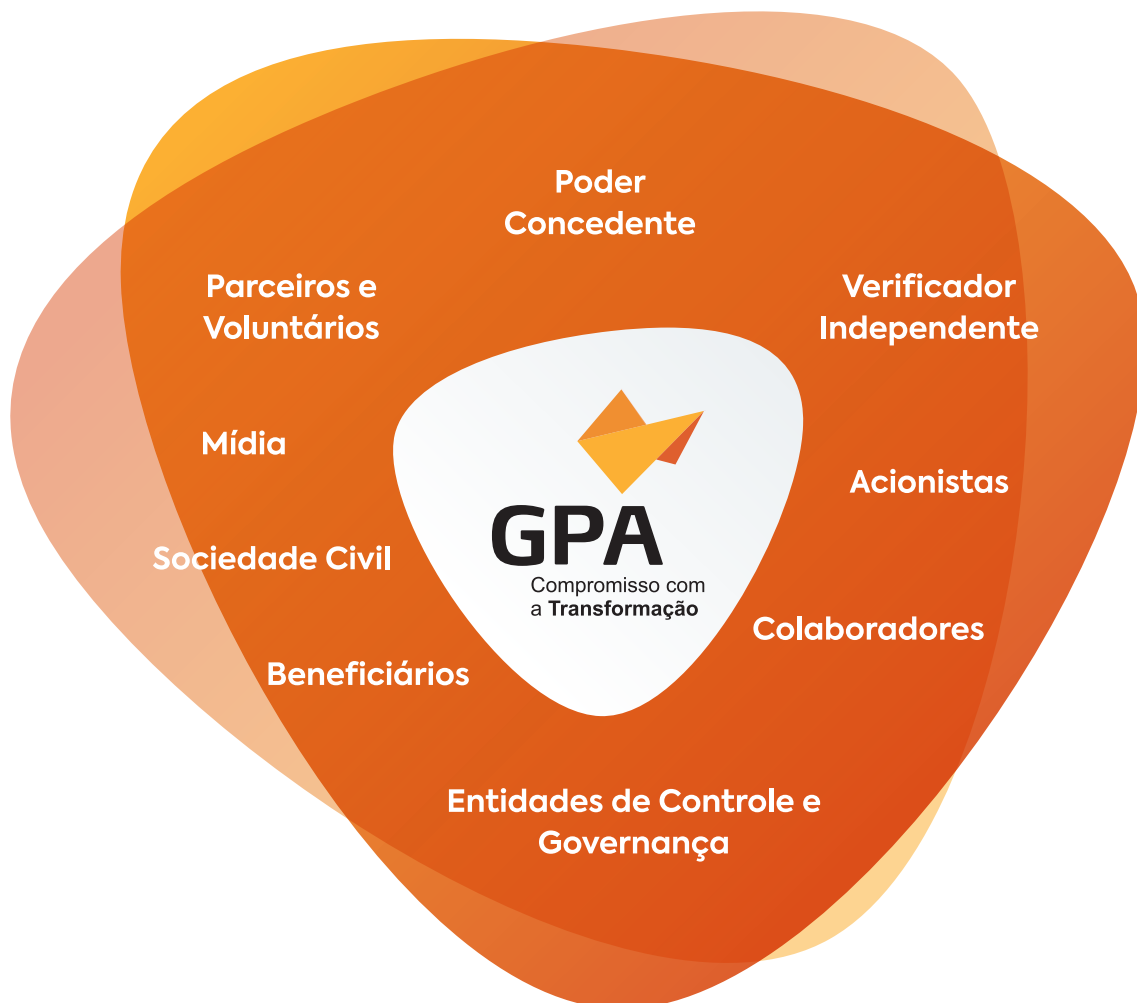 Poder
Concedente
Parceiros e
Voluntários
Verificador
Independente
Mídia
Acionistas
GPA
Compromisso com
a Transformação
Sociedade Civil
Colaboradores
Beneficiários
Entidades de Controle e
Governança